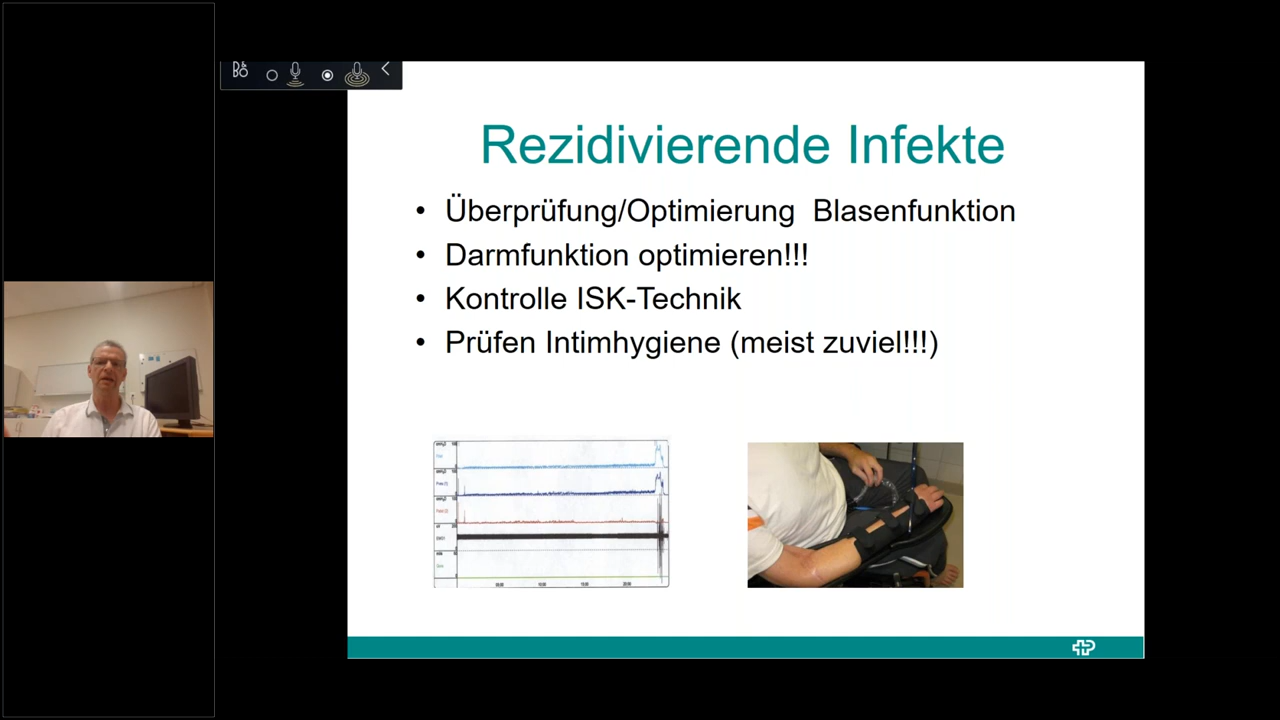 Rezidivierende Infekte
• Überprüfung/Optimierung Blasenfunktion
• Darmfunktion optimieren!!!
• Kontrolle ISK-Technik
• Prüfen Intimhygiene (meist zuviel!!!)